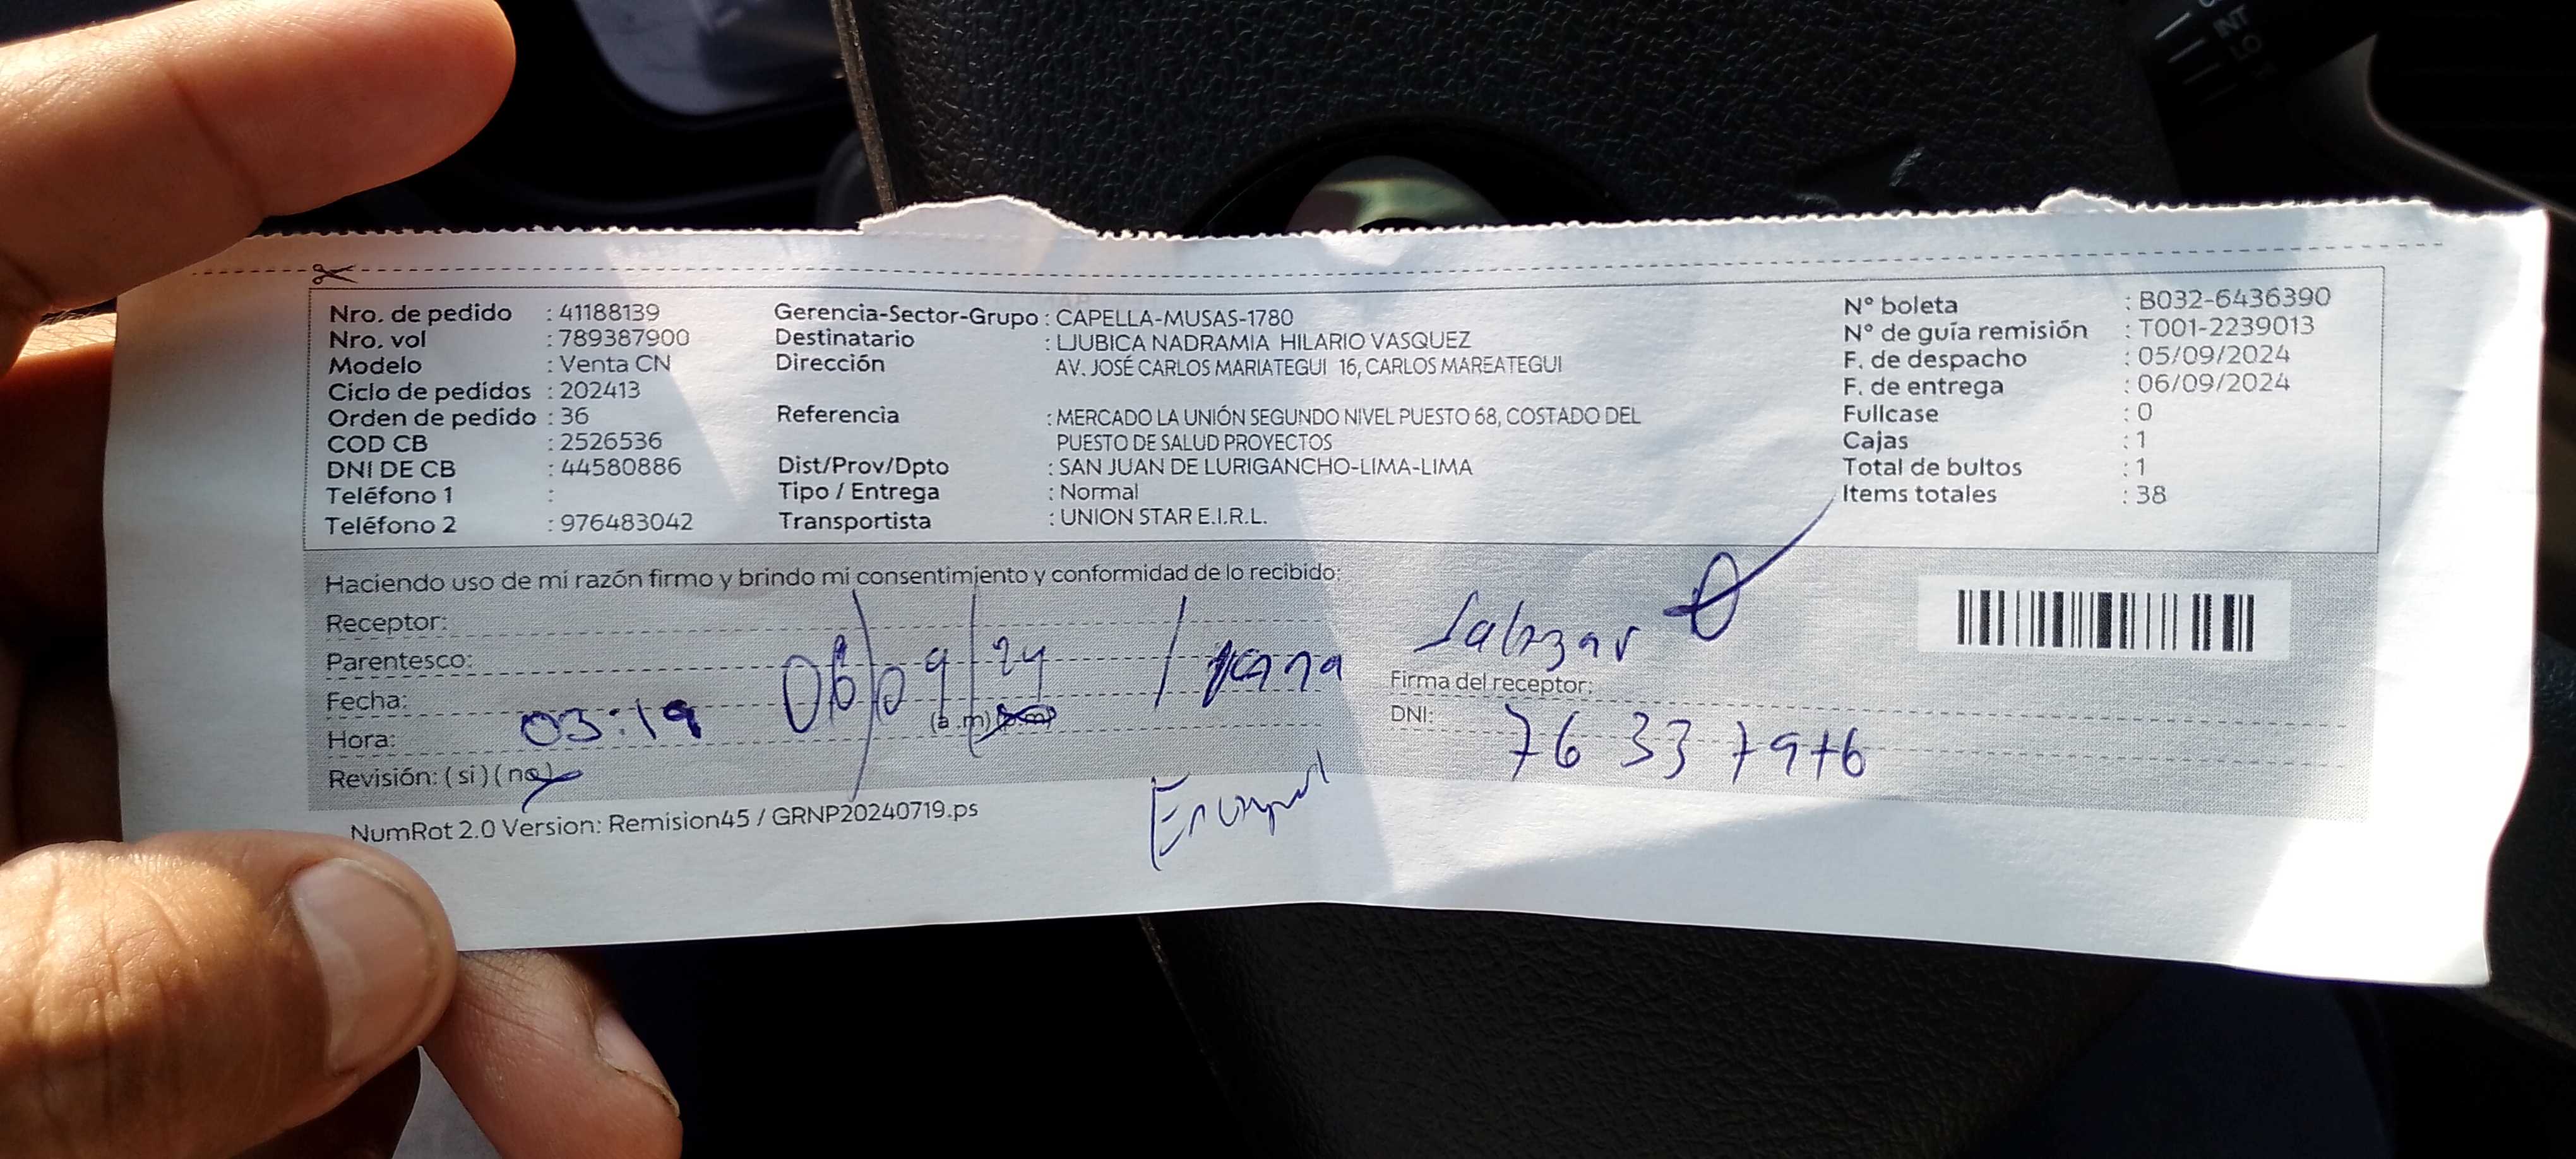 Nro. de pedido : 41188139
Nro. vol : 789387900
Modelo : Venta CN
Ciclo de pedidos : 202413
Orden de pedido : 36
COD CB : 2526536
DNI DE CB : 44580886
Teléfono 1 :
Teléfono 2 : 976483042
Gerencia-Sector-Grupo : CAPELLA-MUSAS-1780
Destinatario : LJUBICA NADRAMIA HILARIO VASQUEZ
Dirección AV. JOSÉ CARLOS MARIATEGUI 16, CARLOS MAREATEGUI
Referencia : MERCADO LA UNIÓN SEGUNDO NIVEL PUESTO 68, COSTADO DEL
PUESTO DE SALUD PROYECTOS
Dist/Prov/Dpto : SAN JUAN DE LURIGANCHO-LIMA-LIMA
Tipo / Entrega : Normal
Transportista : UNION STAR E.I.R.L.
N° boleta : B032-6436390
N° de guía remisión : T001-2239013
F. de despacho : 05/09/2024
F. de entrega : 06/09/2024
Fullcase : 0
Cajas : 1
Total de bultos : 1
Items totales : 38
Haciendo uso de mi razón firmo y brindo mi consentimiento y conformidad de lo recibido:
Receptor:
Parentesco:
Fecha: 06/09/24 /
Hora: 03:19 (a.m) (p.m)
Revisión: (si) (no)
Salazar
Firma del receptor:
DNI: 76 33 7976
NumRot 2.0 Version: Remision45 / GRNP20240719.ps
INT
LO